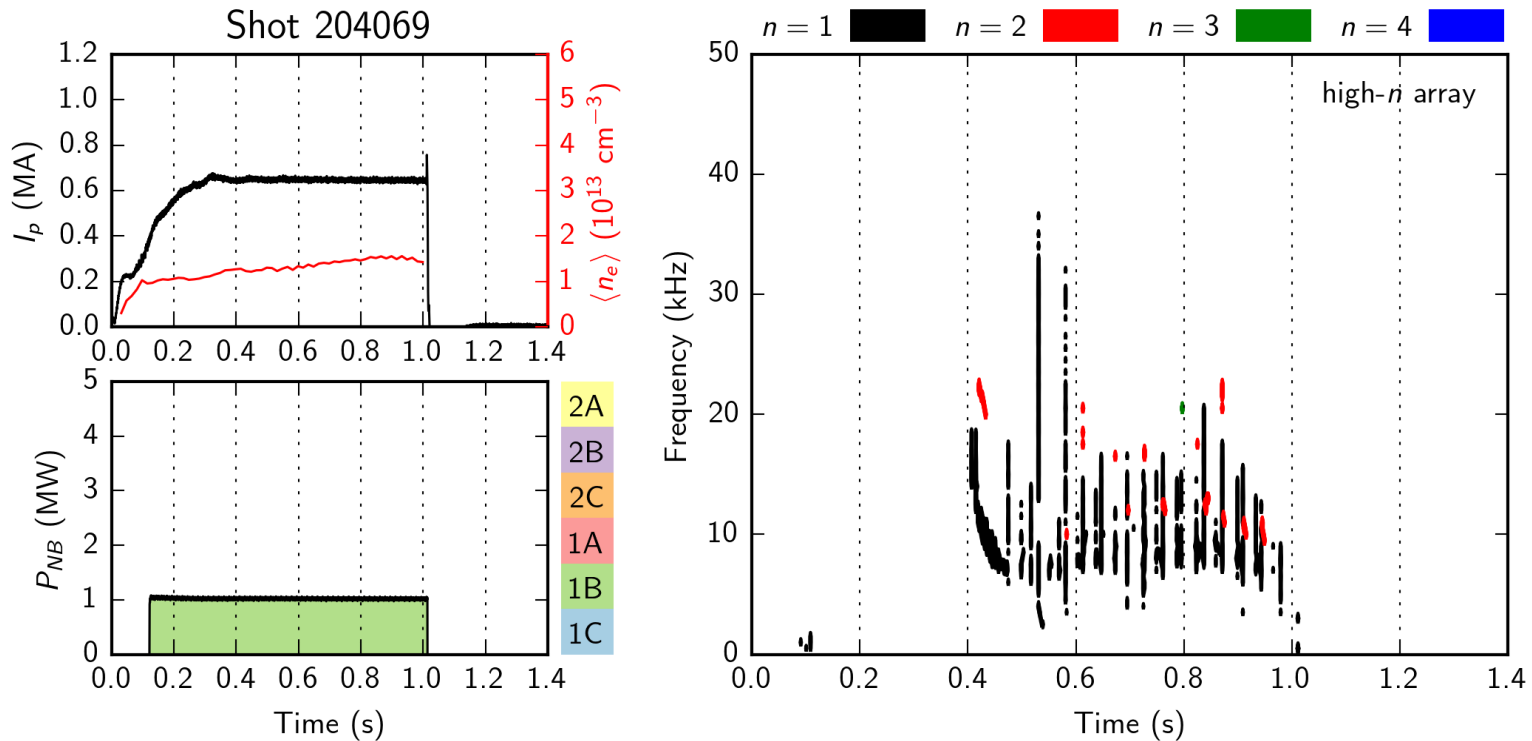 Shot 204069
n = 1
n = 2
n = 3
n = 4
1.2
1.0
0.8
0.6
0.4
0.2
0.0
I_p (MA)
6
5
4
3
2
1
0
⟨n_e⟩ (10^13 cm^−3)
0.0 0.2 0.4 0.6 0.8 1.0 1.2 1.4
5
4
3
2
1
0
P_NB (MW)
2A
2B
2C
1A
1B
1C
0.0 0.2 0.4 0.6 0.8 1.0 1.2 1.4
Time (s)
high-n array
50
40
30
20
10
0
Frequency (kHz)
0.0 0.2 0.4 0.6 0.8 1.0 1.2 1.4
Time (s)